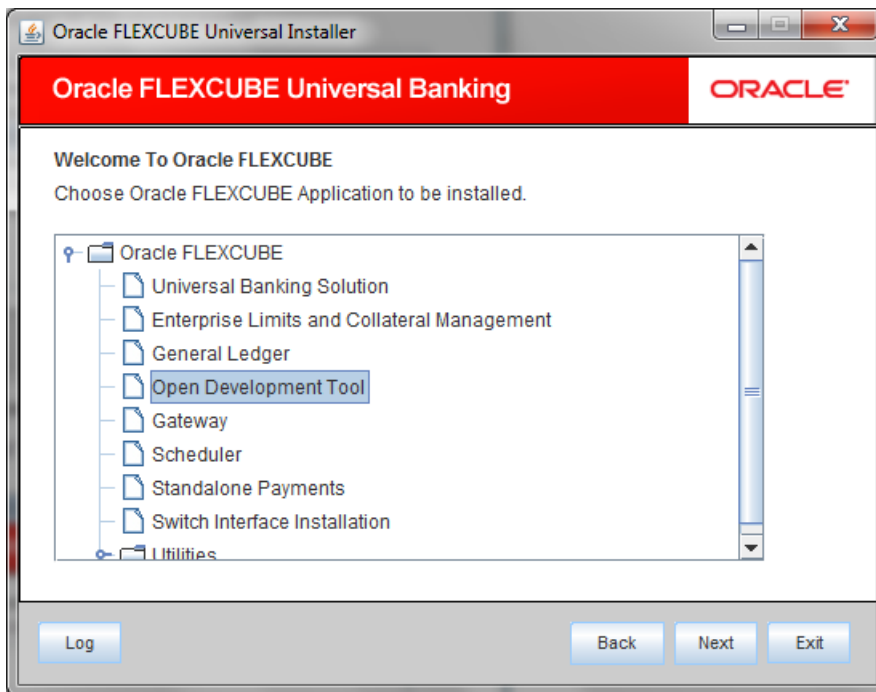 Oracle FLEXCUBE Universal Installer
Oracle FLEXCUBE Universal Banking
ORACLE
Welcome To Oracle FLEXCUBE
Choose Oracle FLEXCUBE Application to be installed.
Oracle FLEXCUBE
Universal Banking Solution
Enterprise Limits and Collateral Management
General Ledger
Open Development Tool
Gateway
Scheduler
Standalone Payments
Switch Interface Installation
Utilities
Log
Back
Next
Exit